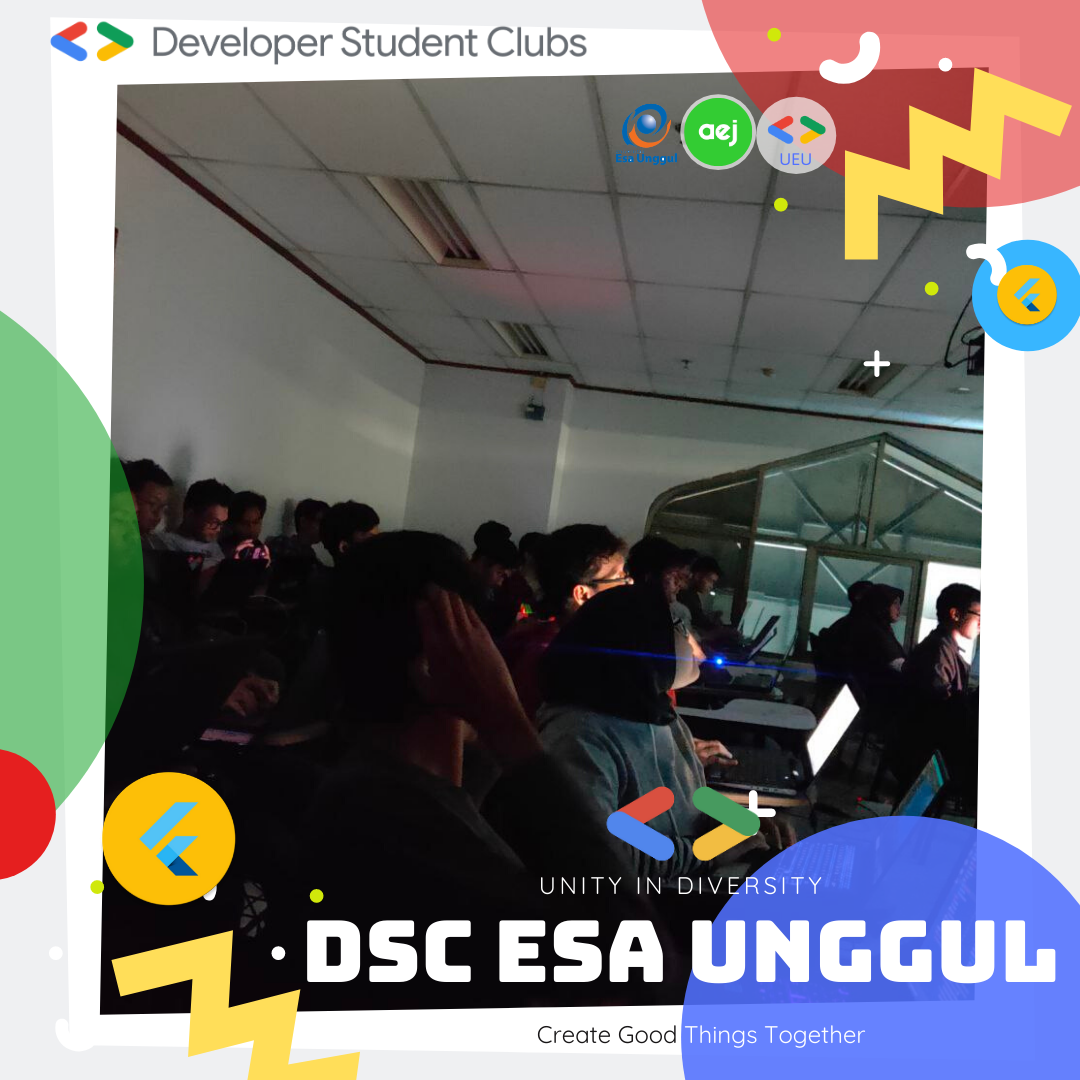 Developer Student Clubs
Esa Unggul
aej
UEU
UNITY IN DIVERSITY
DSC ESA UNGGUL
Create Good Things Together